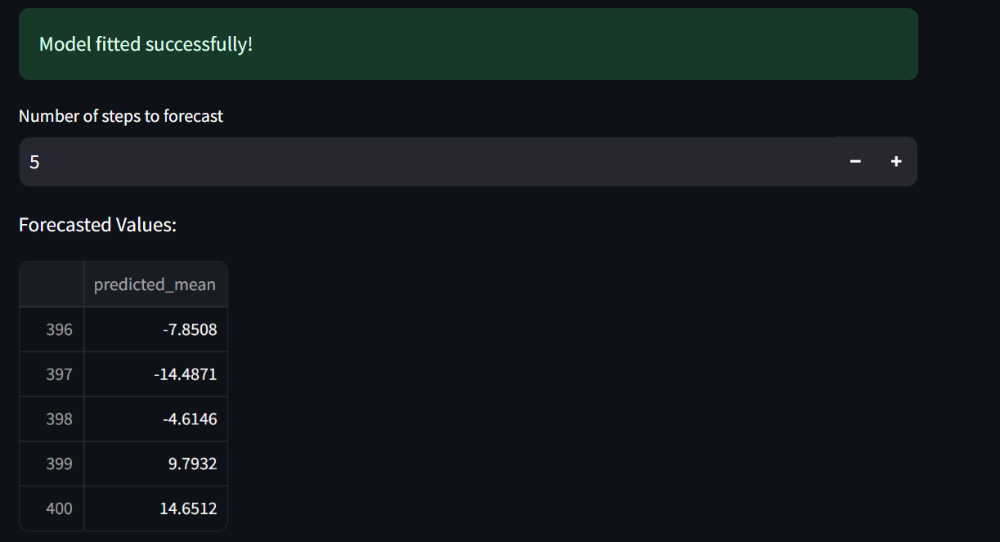 Model fitted successfully!
Number of steps to forecast
5
Forecasted Values:
predicted_mean
396 -7.8508
397 -14.4871
398 -4.6146
399 9.7932
400 14.6512